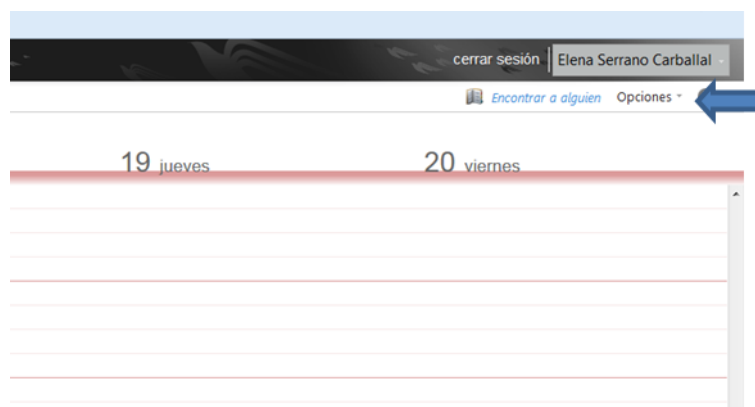 cerrar sesión Elena Serrano Carballal
Encontrar a alguien Opciones
19 jueves 20 viernes